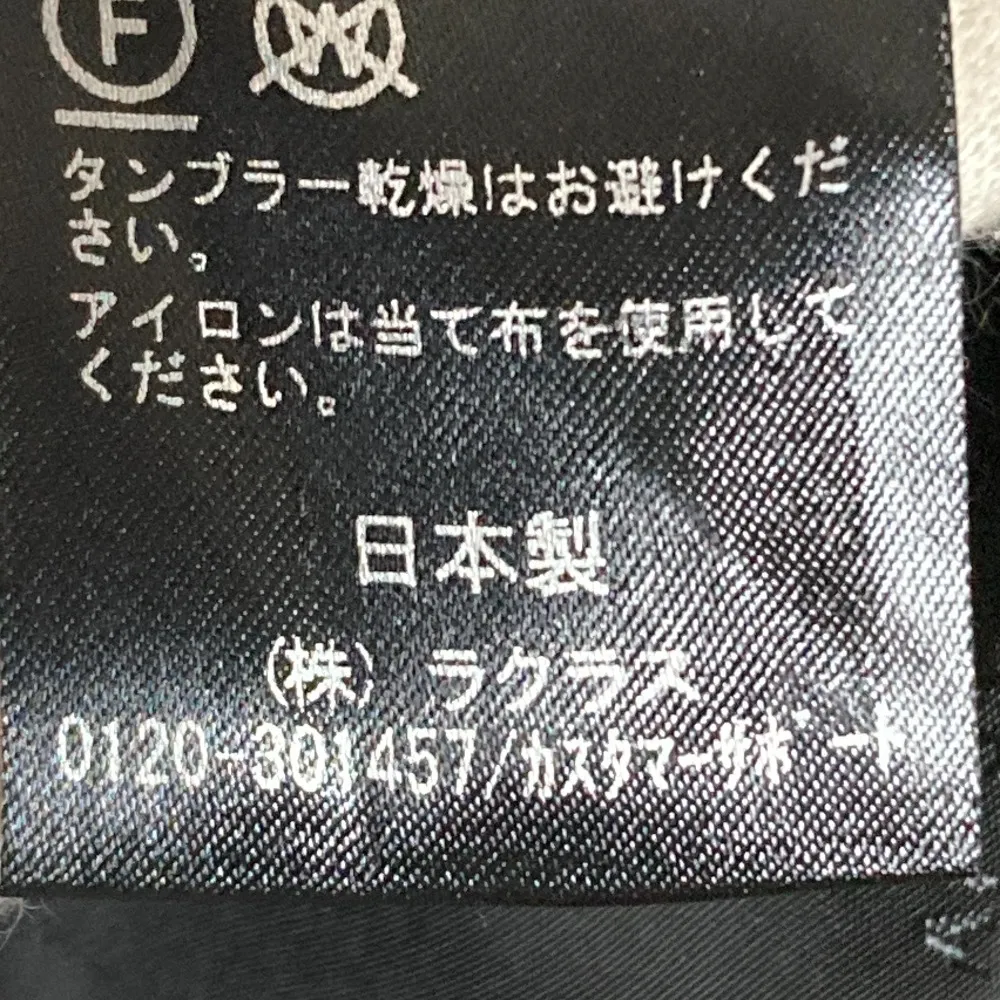 F
W
タンブラー乾燥はお避けくだ
さい。
アイロンは当て布を使用して
ください。
日本製
(株) ラクラス
0120-301457/カスタマーサポート